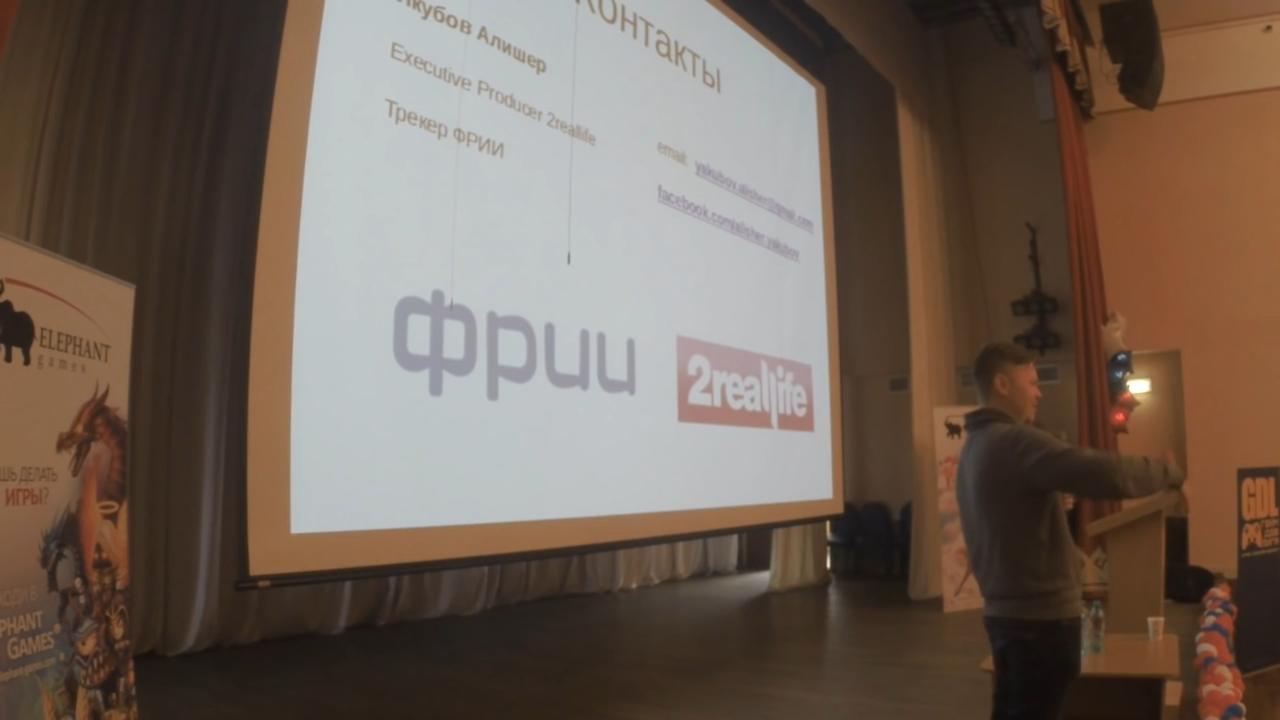 контакты
Якубов Алишер
Executive Producer 2reallife
Трекер ФРИИ
email: yakubov.alisher@gmail.com
facebook.com/alisher.yakubov
фрии
2reallife
ELEPHANT
games
ДЕЛАТЬ
ИГРЫ?
GAMES
GDL